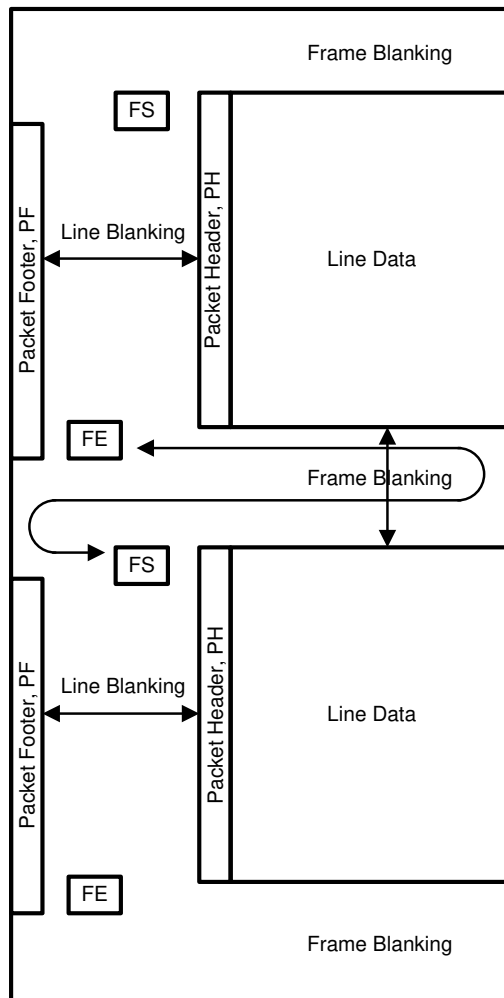 Frame Blanking
FS
Packet Footer, PF
Line Blanking
Packet Header, PH
Line Data
FE
Frame Blanking
FS
Packet Footer, PF
Line Blanking
Packet Header, PH
Line Data
FE
Frame Blanking